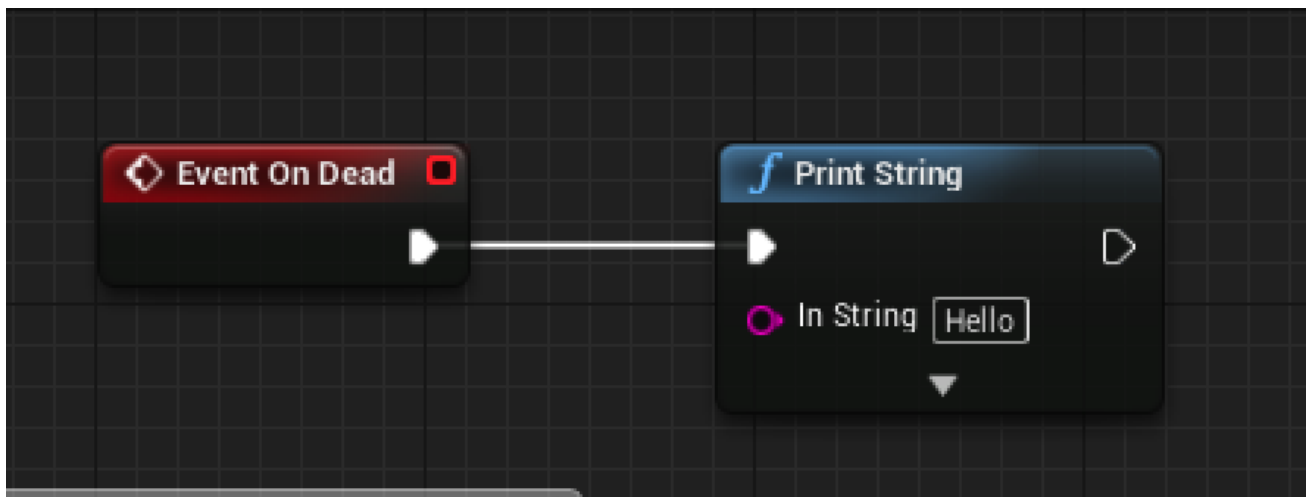 Event On Dead
Print String
In String Hello